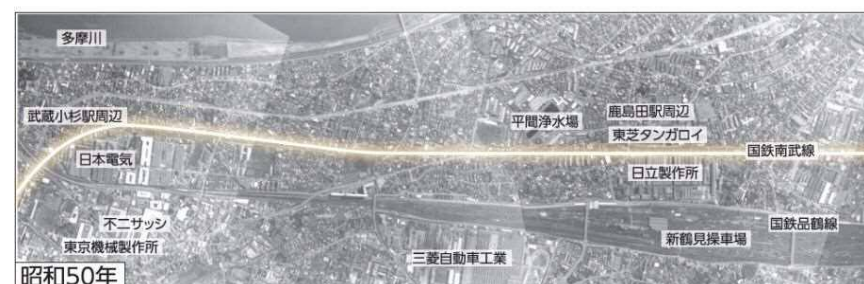 多摩川
武蔵小杉駅周辺
日本電気
不二サッシ
東京機械製作所
平間浄水場
鹿島田駅周辺
東芝タンガロイ
国鉄南武線
日立製作所
国鉄品鶴線
新鶴見操車場
三菱自動車工業
昭和50年